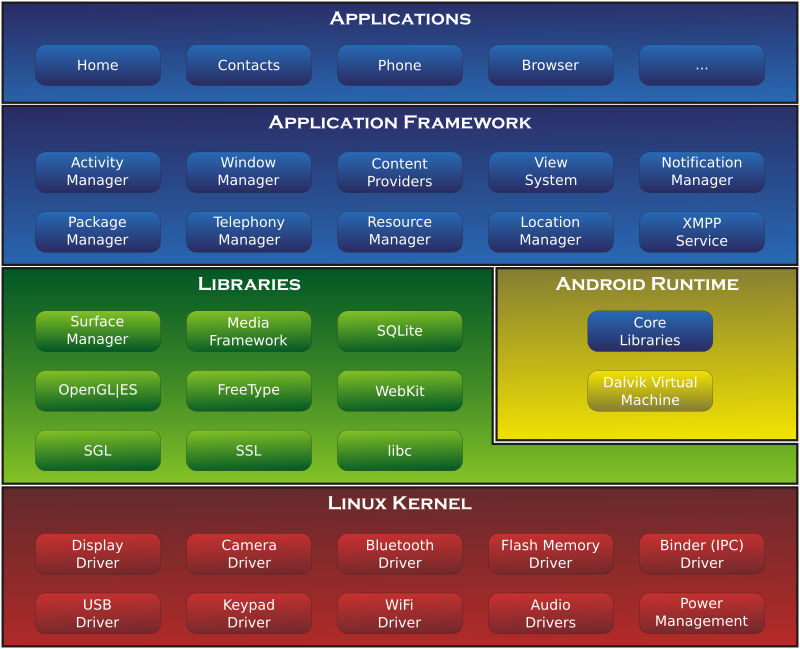 APPLICATIONS
Home
Contacts
Phone
Browser
...
APPLICATION FRAMEWORK
Activity
Manager
Window
Manager
Content
Providers
View
System
Notification
Manager
Package
Manager
Telephony
Manager
Resource
Manager
Location
Manager
XMPP
Service
LIBRARIES
Surface
Manager
Media
Framework
SQLite
OpenGL|ES
FreeType
WebKit
SGL
SSL
libc
ANDROID RUNTIME
Core
Libraries
Dalvik Virtual
Machine
LINUX KERNEL
Display
Driver
Camera
Driver
Bluetooth
Driver
Flash Memory
Driver
Binder (IPC)
Driver
USB
Driver
Keypad
Driver
WiFi
Driver
Audio
Drivers
Power
Management